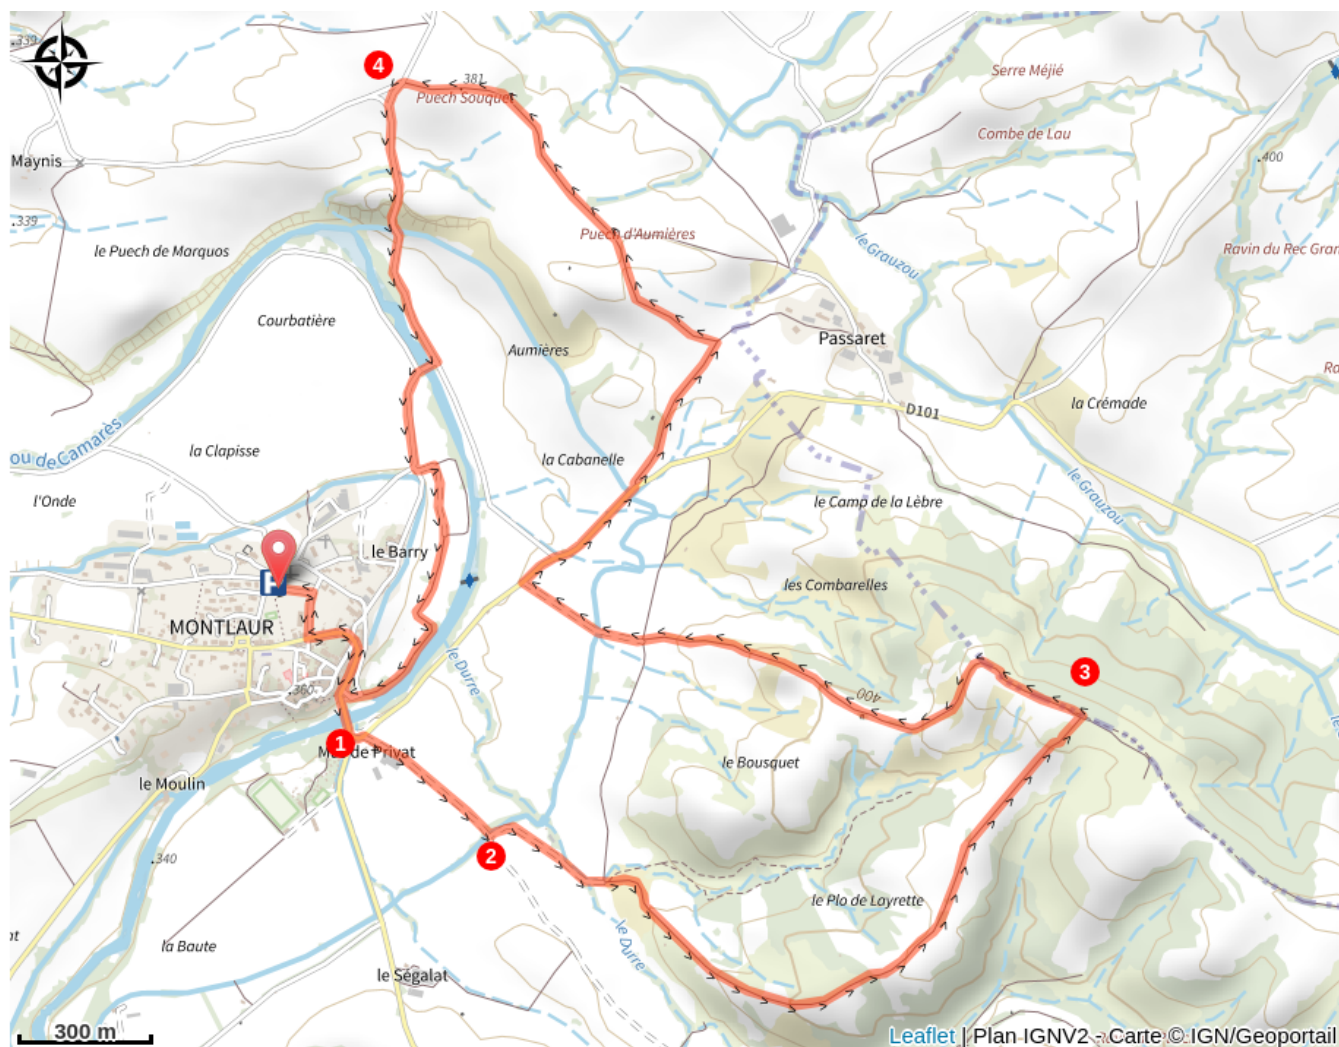 .339
4
381
Puech Souquet
Serre Méjié
Combe de Lau
Maynis
.400
.339
le Puech de Marquos
Puech d'Aumières
le Grauzou
Ravin du Rec Gran
Courbatière
Aumières
Passaret
la Crémade
D101
ou de Camarès
la Clapisse
la Cabanelle
l'Onde
le Camp de la Lèbre
le Grauzou
le Barry
les Combarelles
MONTLAUR
le Durre
3
.360
400
1
Mas de Privat
le Bousquet
le Moulin
2
.340
le Plo de Layrette
la Baute
le Durre
le Ségalat
300 m
Leaflet | Plan IGNV2 - Carte © IGN/Geoportail